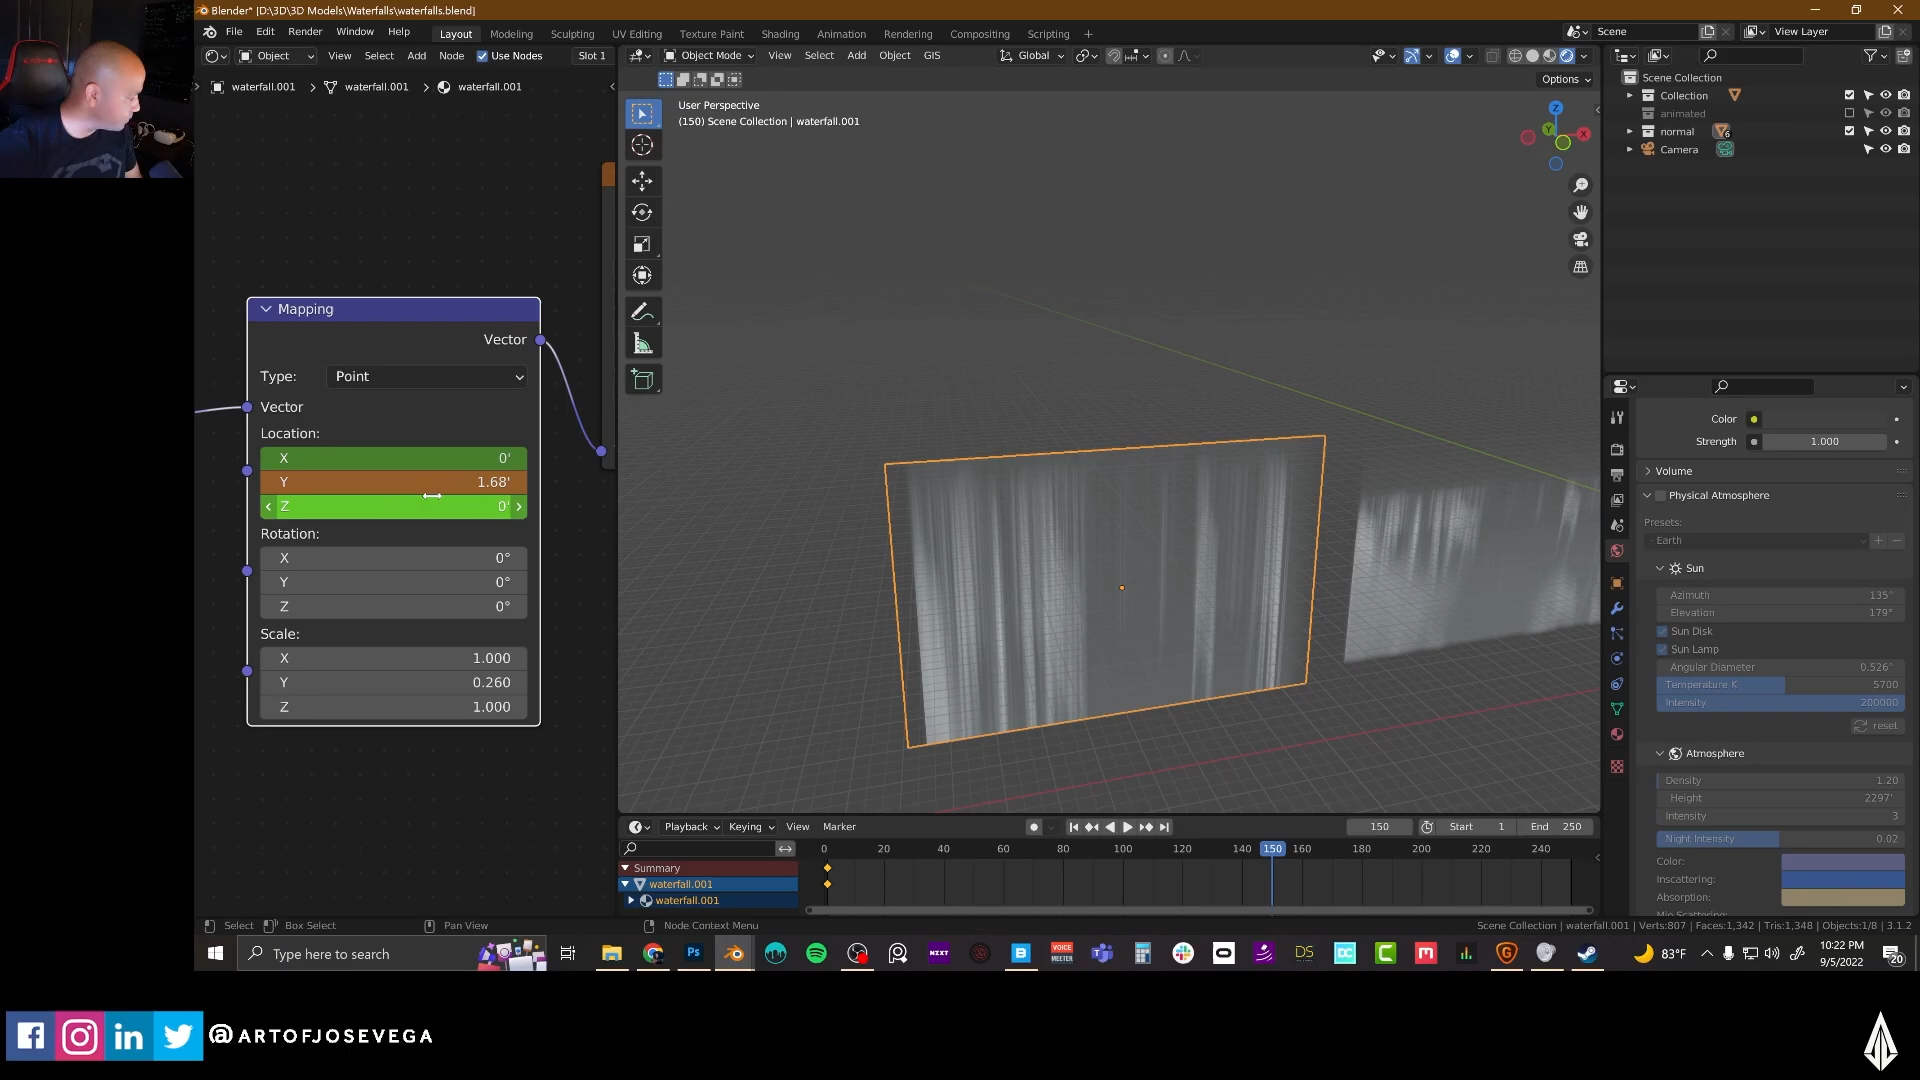 Blender* [D:\3D\3D Models\Waterfalls\waterfalls.blend]
File Edit Render Window Help Layout Modeling Sculpting UV Editing Texture Paint Shading Animation Rendering Compositing Scripting + Scene View Layer
Object View Select Add Node Use Nodes Slot 1 Object Mode View Select Add Object GIS Global
Options
waterfall.001 > waterfall.001 > waterfall.001
User Perspective
(150) Scene Collection | waterfall.001
Z
Y
X
Scene Collection
Collection
animated
normal 6
Camera
Mapping
Vector
Type: Point
Vector
Location:
X 0'
Y 1.68'
Z 0'
Rotation:
X 0°
Y 0°
Z 0°
Scale:
X 1.000
Y 0.260
Z 1.000
Color
Strength 1.000
Volume
Physical Atmosphere
Presets:
- Earth
Sun
Azimuth 135°
Elevation 179°
Sun Disk
Sun Lamp
Angular Diameter 0.526°
Temperature K 5700
Intensity 200000
reset
Atmosphere
Density 1.20
Height 2297'
Intensity 3
Night Intensity 0.02
Color:
Inscattering:
Absorption:
Playback Keying View Marker 150 Start 1 End 250
0 20 40 60 80 100 120 140 150 160 180 200 220 240
Summary
waterfall.001
waterfall.001
Select Box Select Pan View Node Context Menu Scene Collection | waterfall.001 | Verts:807 | Faces:1,342 | Tris:1,348 | Objects:1/8 | 3.1.2
Type here to search Ps NZXT B VOICE MEETER DS DC C M G 83°F 10:22 PM
9/5/2022 20
f in @ARTOFJOSEVEGA